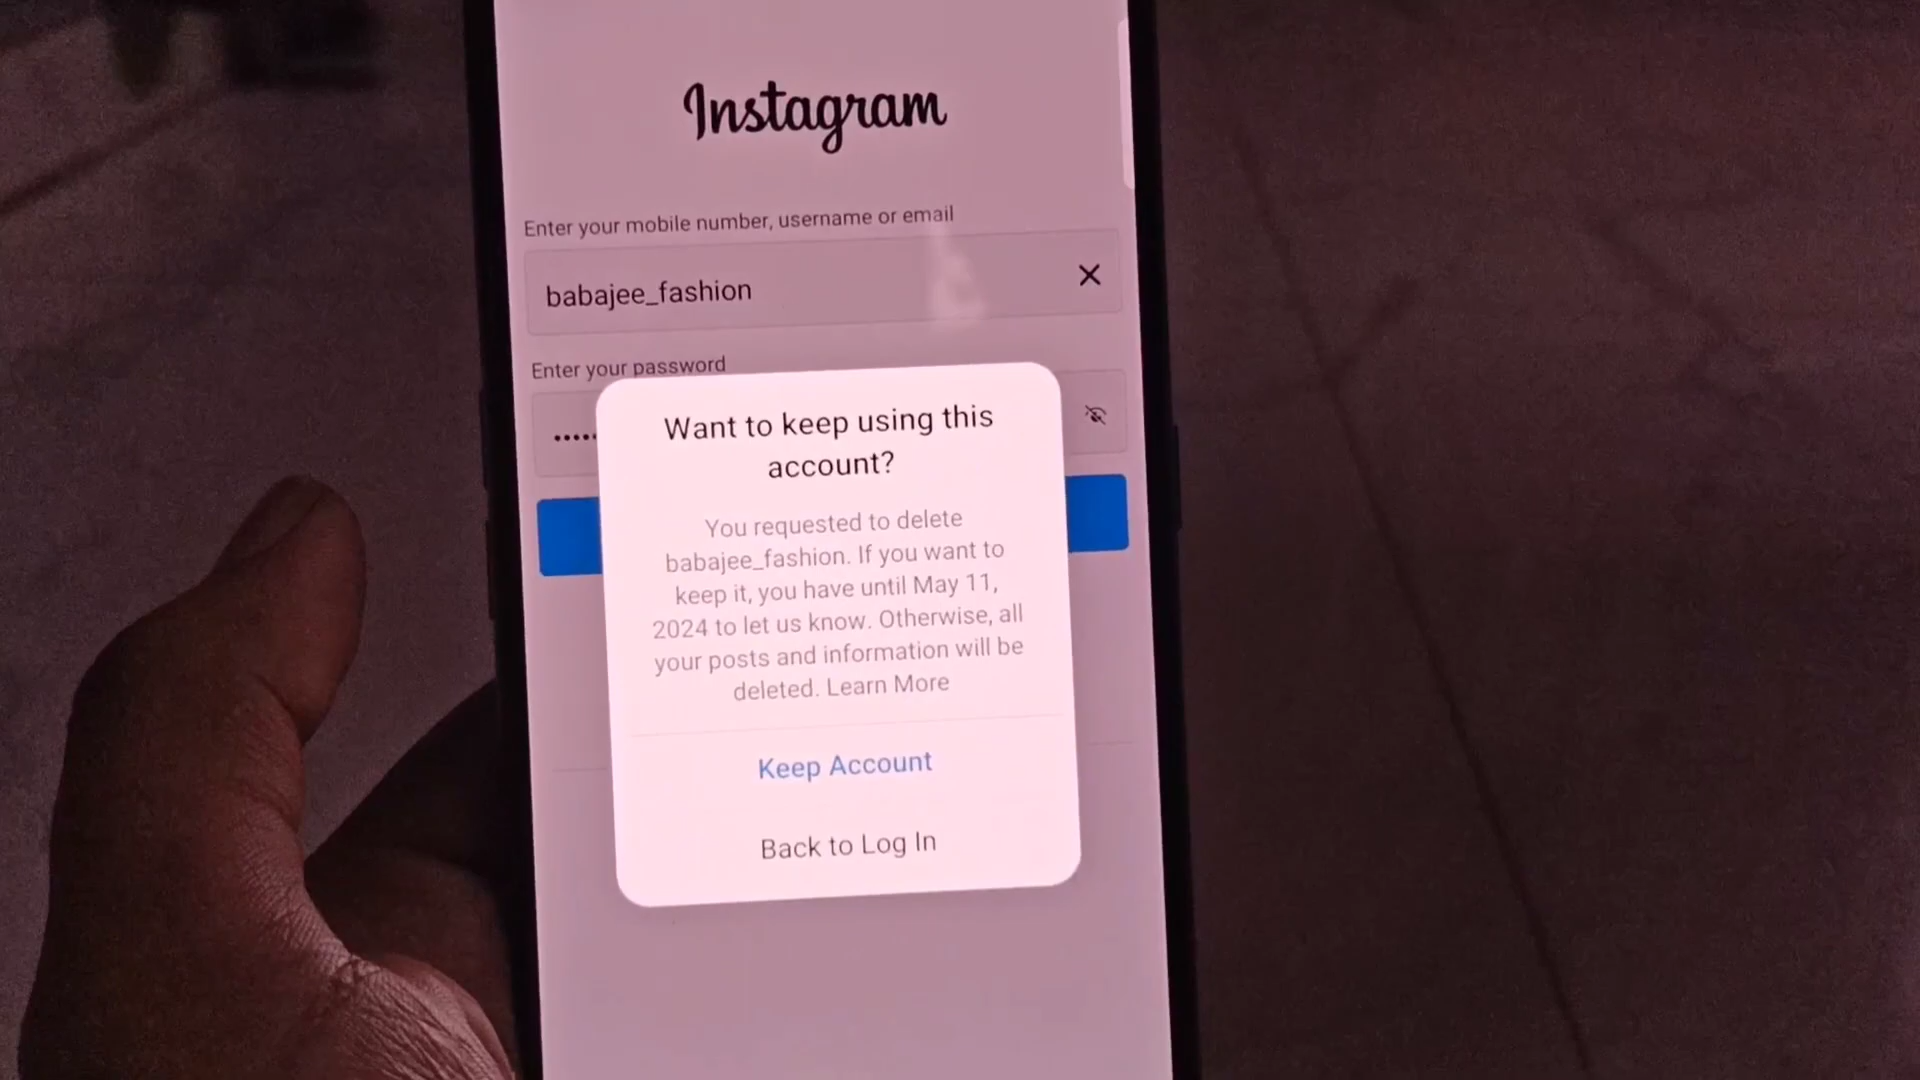 Instagram
Enter your mobile number, username or email
babajee_fashion
Enter your password
Want to keep using this
account?
You requested to delete
babajee_fashion. If you want to
keep it, you have until May 11,
2024 to let us know. Otherwise, all
your posts and information will be
deleted. Learn More
Keep Account
Back to Log In